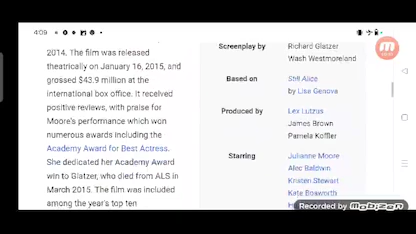 4:09
2014. The film was released
theatrically on January 16, 2015, and
grossed $43.9 million at the
international box office. It received
positive reviews, with praise for
Moore's performance which won
numerous awards including the
Academy Award for Best Actress.
She dedicated her Academy Award
win to Glatzer, who died from ALS in
March 2015. The film was included
among the year's top ten
Screenplay by
Richard Glatzer
Wash Westmoreland
Based on
Still Alice
by Lisa Genova
Produced by
Lex Lutzus
James Brown
Pamela Koffler
Starring
Julianne Moore
Alec Baldwin
Kristen Stewart
Kate Bosworth
Recorded by Mobizen